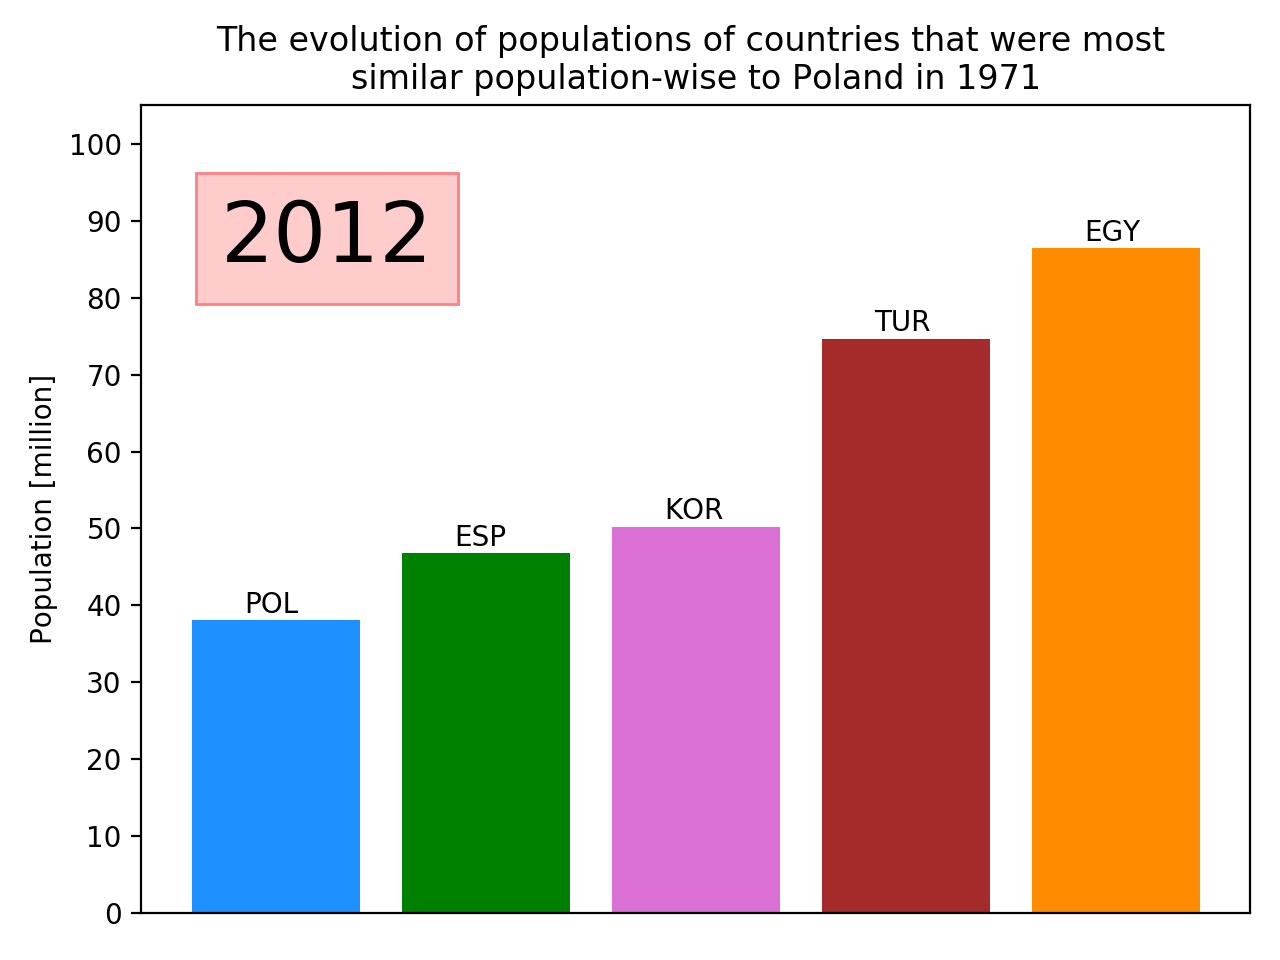 The evolution of populations of countries that were most
similar population-wise to Poland in 1971
100
90
80
70
60
50
40
30
20
10
0
Population [million]
2012
POL
ESP
KOR
TUR
EGY